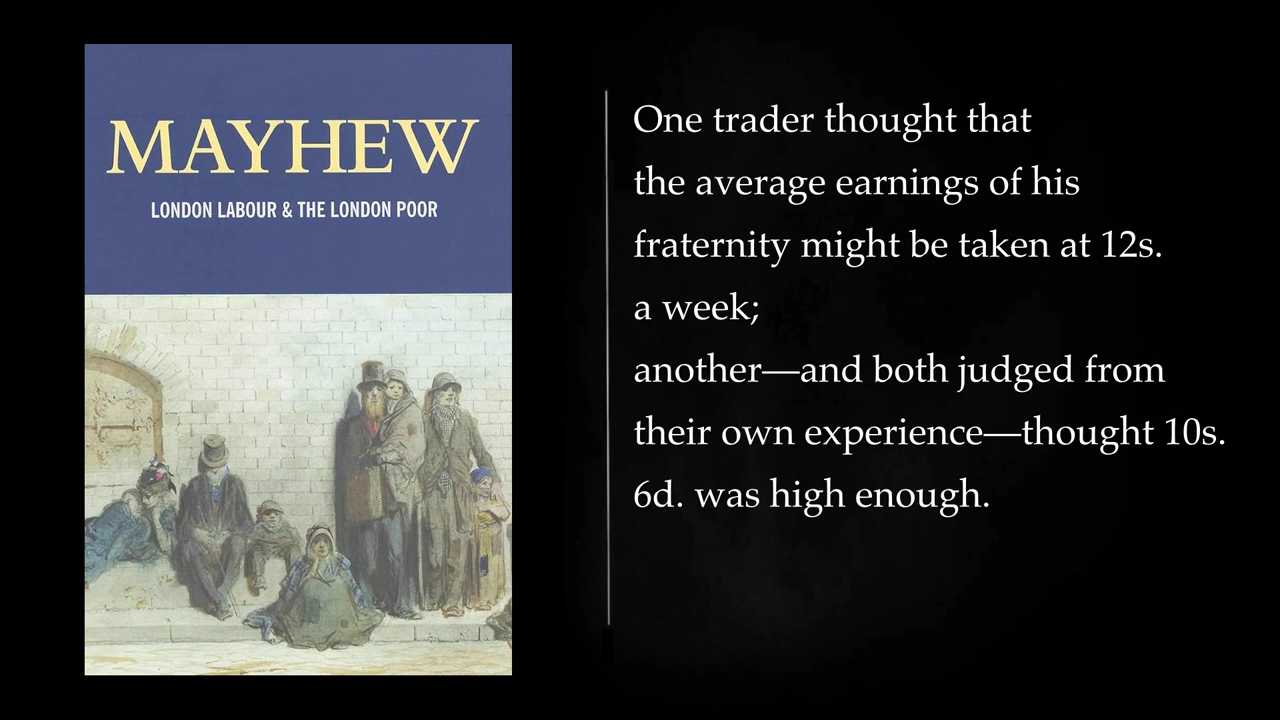 MAYHEW
LONDON LABOUR & THE LONDON POOR
One trader thought that
the average earnings of his
fraternity might be taken at 12s.
a week;
another—and both judged from
their own experience—thought 10s.
6d. was high enough.